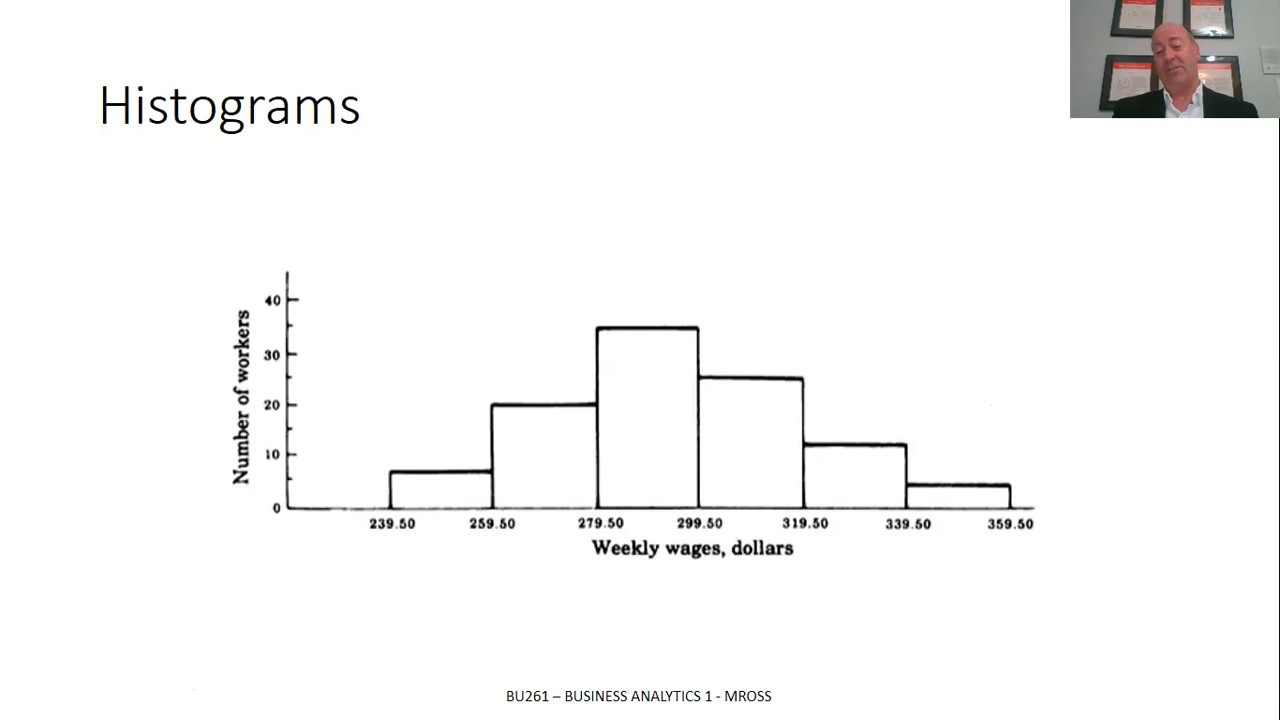 Histograms
Number of workers
40
30
20
10
0
239.50 259.50 279.50 299.50 319.50 339.50 359.50
Weekly wages, dollars
BU261 – BUSINESS ANALYTICS 1 - MROSS